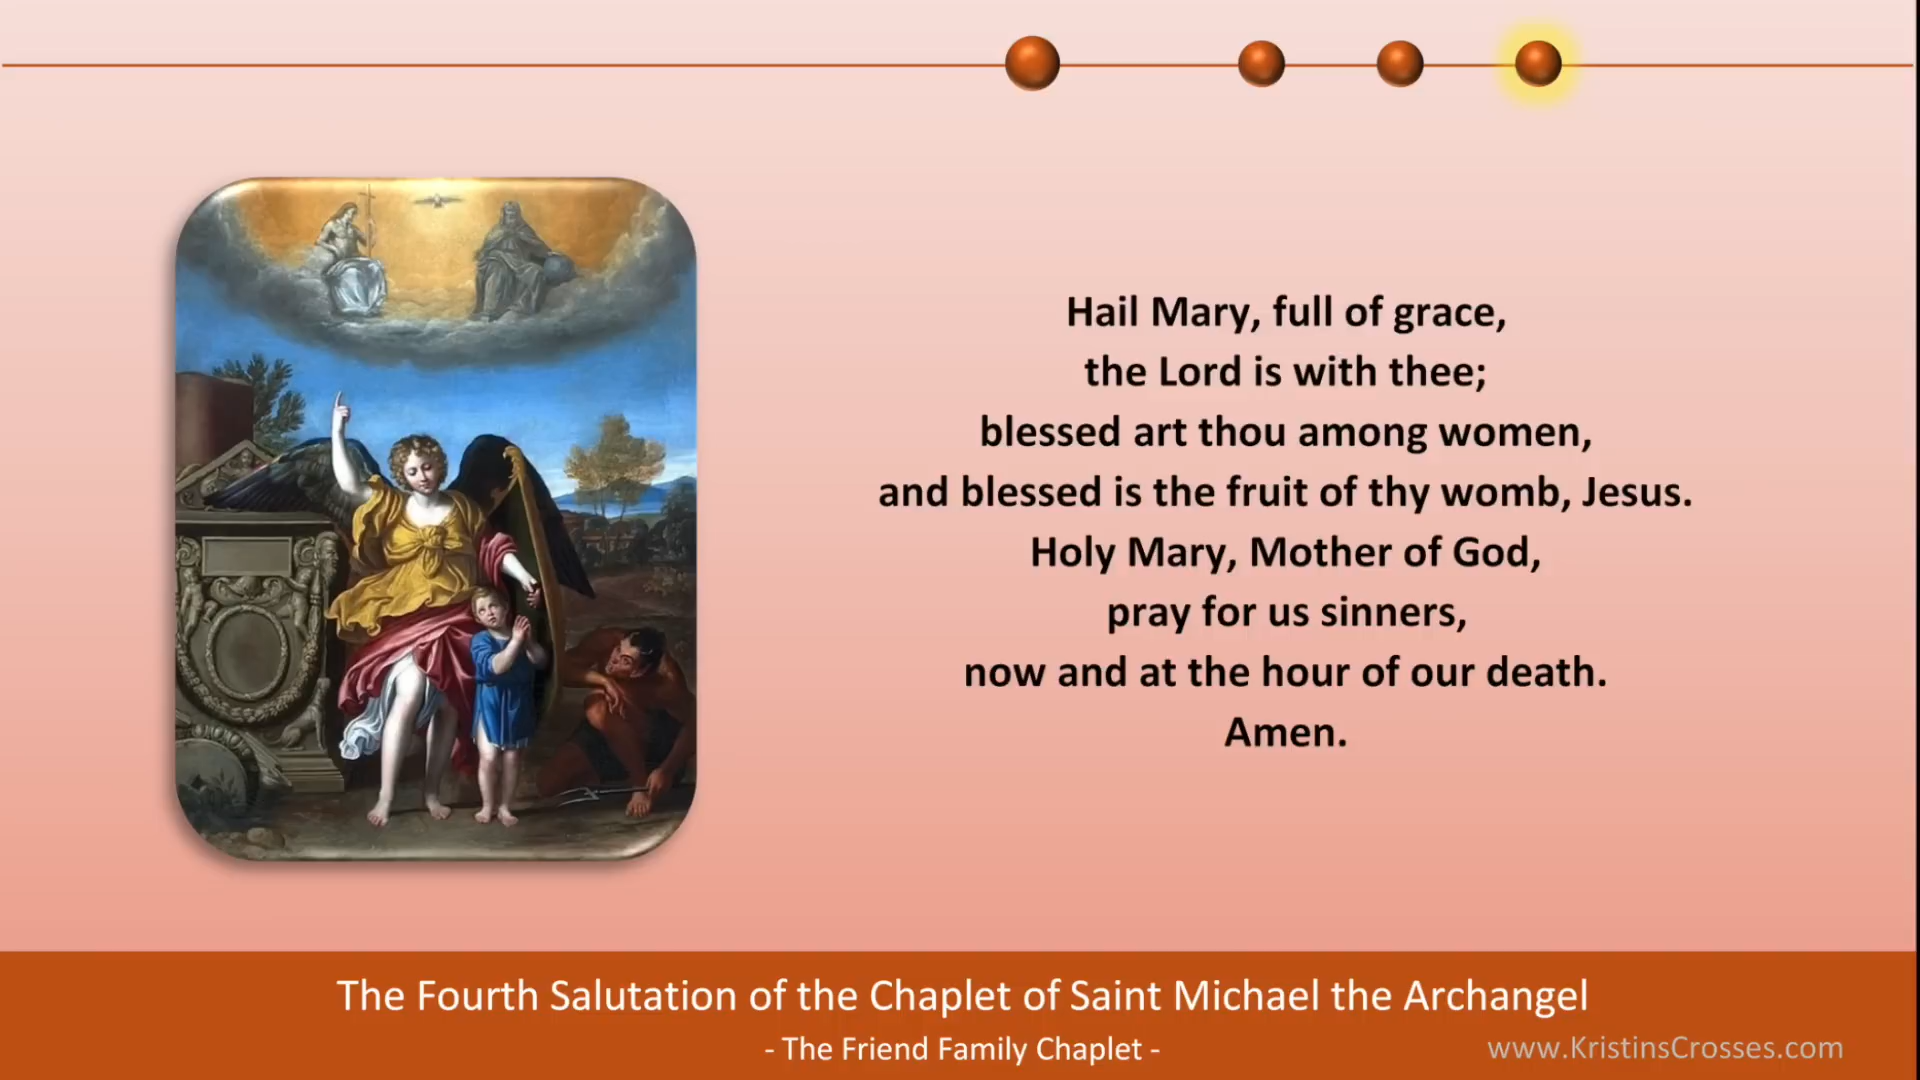 Hail Mary, full of grace,
the Lord is with thee;
blessed art thou among women,
and blessed is the fruit of thy womb, Jesus.
Holy Mary, Mother of God,
pray for us sinners,
now and at the hour of our death.
Amen.
The Fourth Salutation of the Chaplet of Saint Michael the Archangel
- The Friend Family Chaplet -
www.KristinsCrosses.com